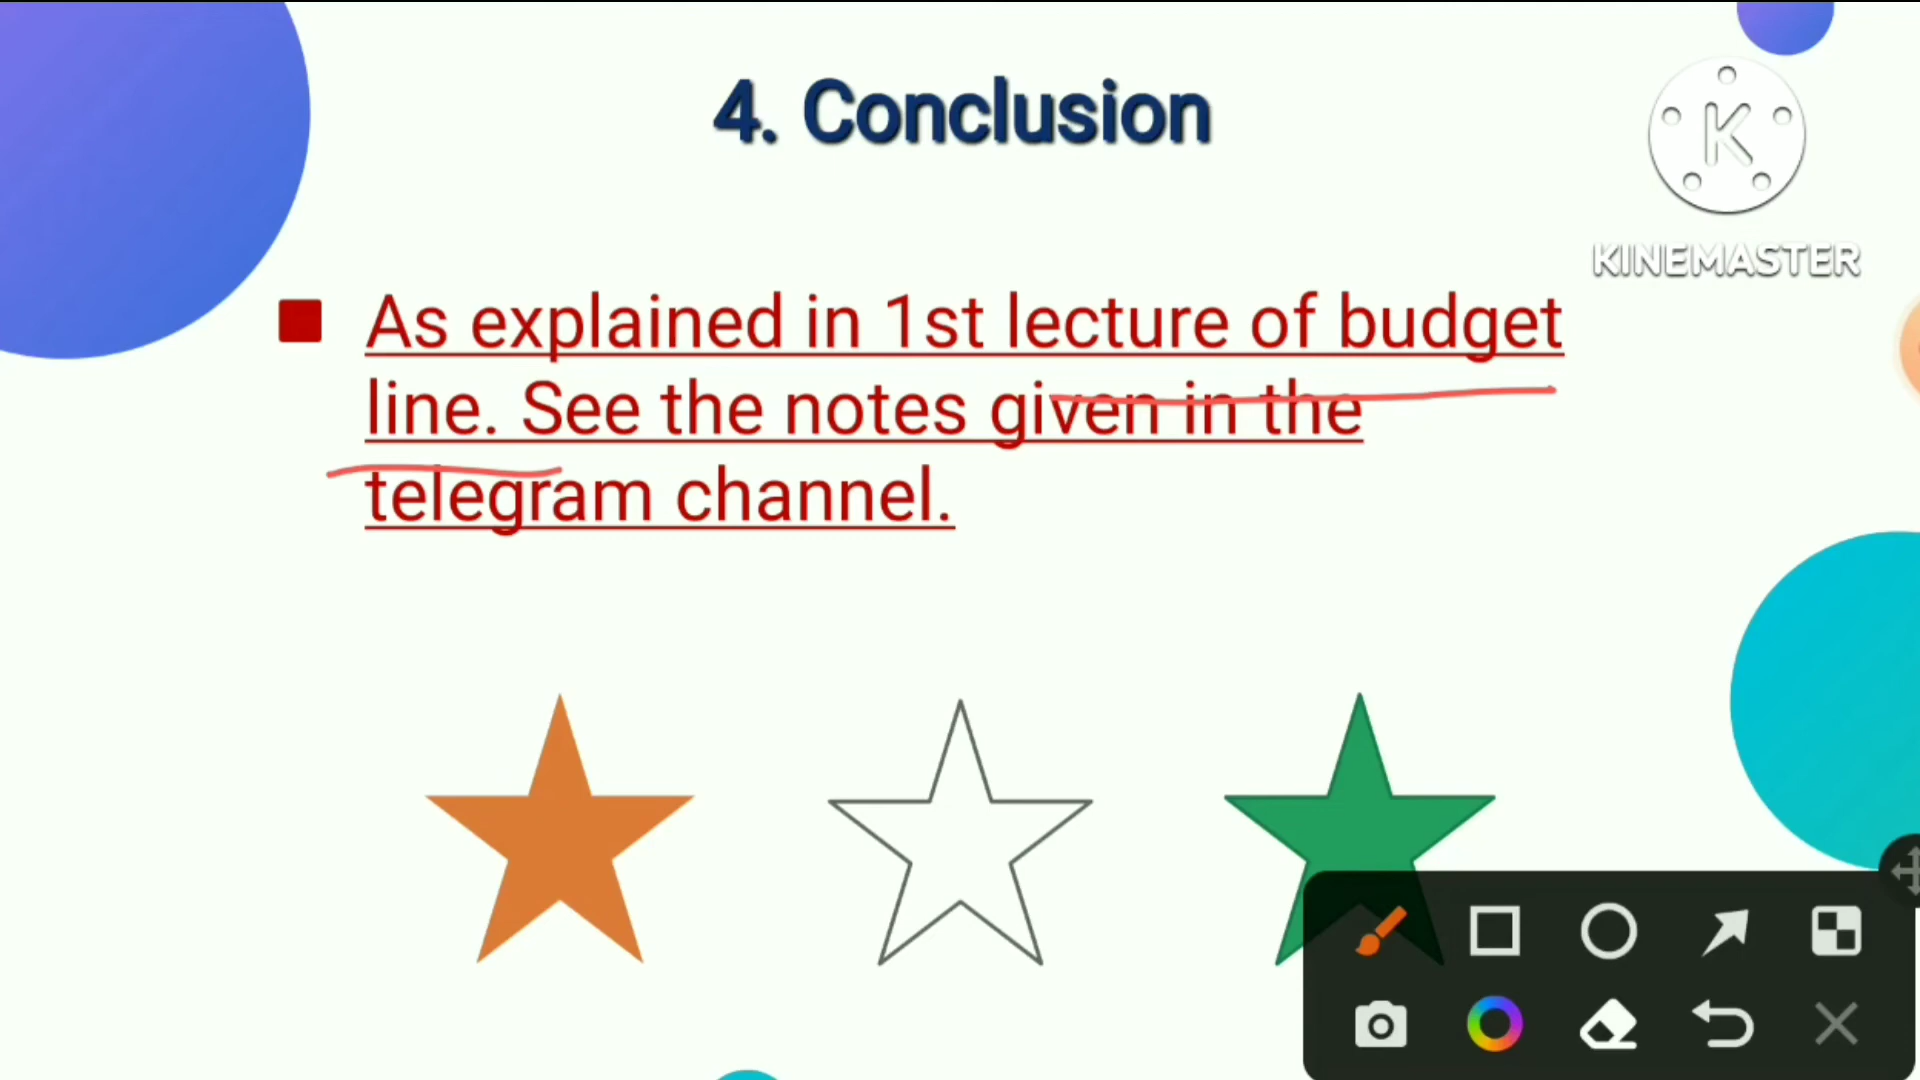 4. Conclusion
K
KINEMASTER
As explained in 1st lecture of budget
line. See the notes given in the
telegram channel.